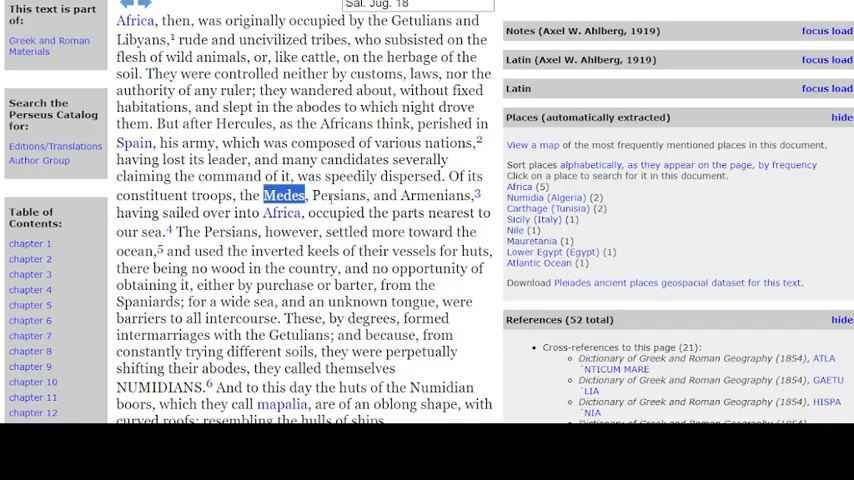 This text is part
of:
Greek and Roman
Materials
Search the
Perseus Catalog
for:
Editions/Translations
Author Group
Table of
Contents:
chapter 1
chapter 2
chapter 3
chapter 4
chapter 5
chapter 6
chapter 7
chapter 8
chapter 9
chapter 10
chapter 11
chapter 12
Sal. Jug. 18
Africa, then, was originally occupied by the Getulians and
Libyans,1 rude and uncivilized tribes, who subsisted on the
flesh of wild animals, or, like cattle, on the herbage of the
soil. They were controlled neither by customs, laws, nor the
authority of any ruler; they wandered about, without fixed
habitations, and slept in the abodes to which night drove
them. But after Hercules, as the Africans think, perished in
Spain, his army, which was composed of various nations,2
having lost its leader, and many candidates severally
claiming the command of it, was speedily dispersed. Of its
constituent troops, the Medes, Persians, and Armenians,3
having sailed over into Africa, occupied the parts nearest to
our sea.4 The Persians, however, settled more toward the
ocean,5 and used the inverted keels of their vessels for huts,
there being no wood in the country, and no opportunity of
obtaining it, either by purchase or barter, from the
Spaniards; for a wide sea, and an unknown tongue, were
barriers to all intercourse. These, by degrees, formed
intermarriages with the Getulians; and because, from
constantly trying different soils, they were perpetually
shifting their abodes, they called themselves
NUMIDIANS.6 And to this day the huts of the Numidian
boors, which they call mapalia, are of an oblong shape, with
curved roofs; resembling the hulls of ships.
Notes (Axel W. Ahlberg, 1919) focus load
Latin (Axel W. Ahlberg, 1919) focus load
Latin focus load
Places (automatically extracted) hide
View a map of the most frequently mentioned places in this document.
Sort places alphabetically, as they appear on the page, by frequency
Click on a place to search for it in this document.
Africa (5)
Numidia (Algeria) (2)
Carthage (Tunisia) (2)
Sicily (Italy) (1)
Nile (1)
Mauretania (1)
Lower Egypt (Egypt) (1)
Atlantic Ocean (1)
Download Pleiades ancient places geospacial dataset for this text.
References (52 total) hide
Cross-references to this page (21):
Dictionary of Greek and Roman Geography (1854), ATLA
´NTICUM MARE
Dictionary of Greek and Roman Geography (1854), GAETU
´LIA
Dictionary of Greek and Roman Geography (1854), HISPA
´NIA